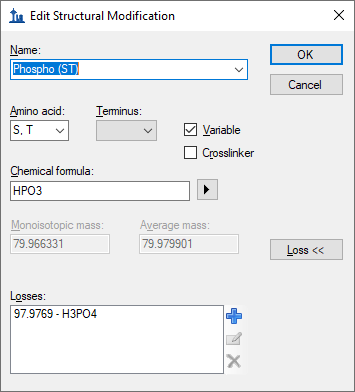 Edit Structural Modification
Name:
Phospho (ST)
OK
Cancel
Amino acid:
Terminus:
S, T
Variable
Crosslinker
Chemical formula:
HPO3
Monoisotopic mass:
Average mass:
79.966331
79.979901
Loss <<
Losses:
97.9769 - H3PO4